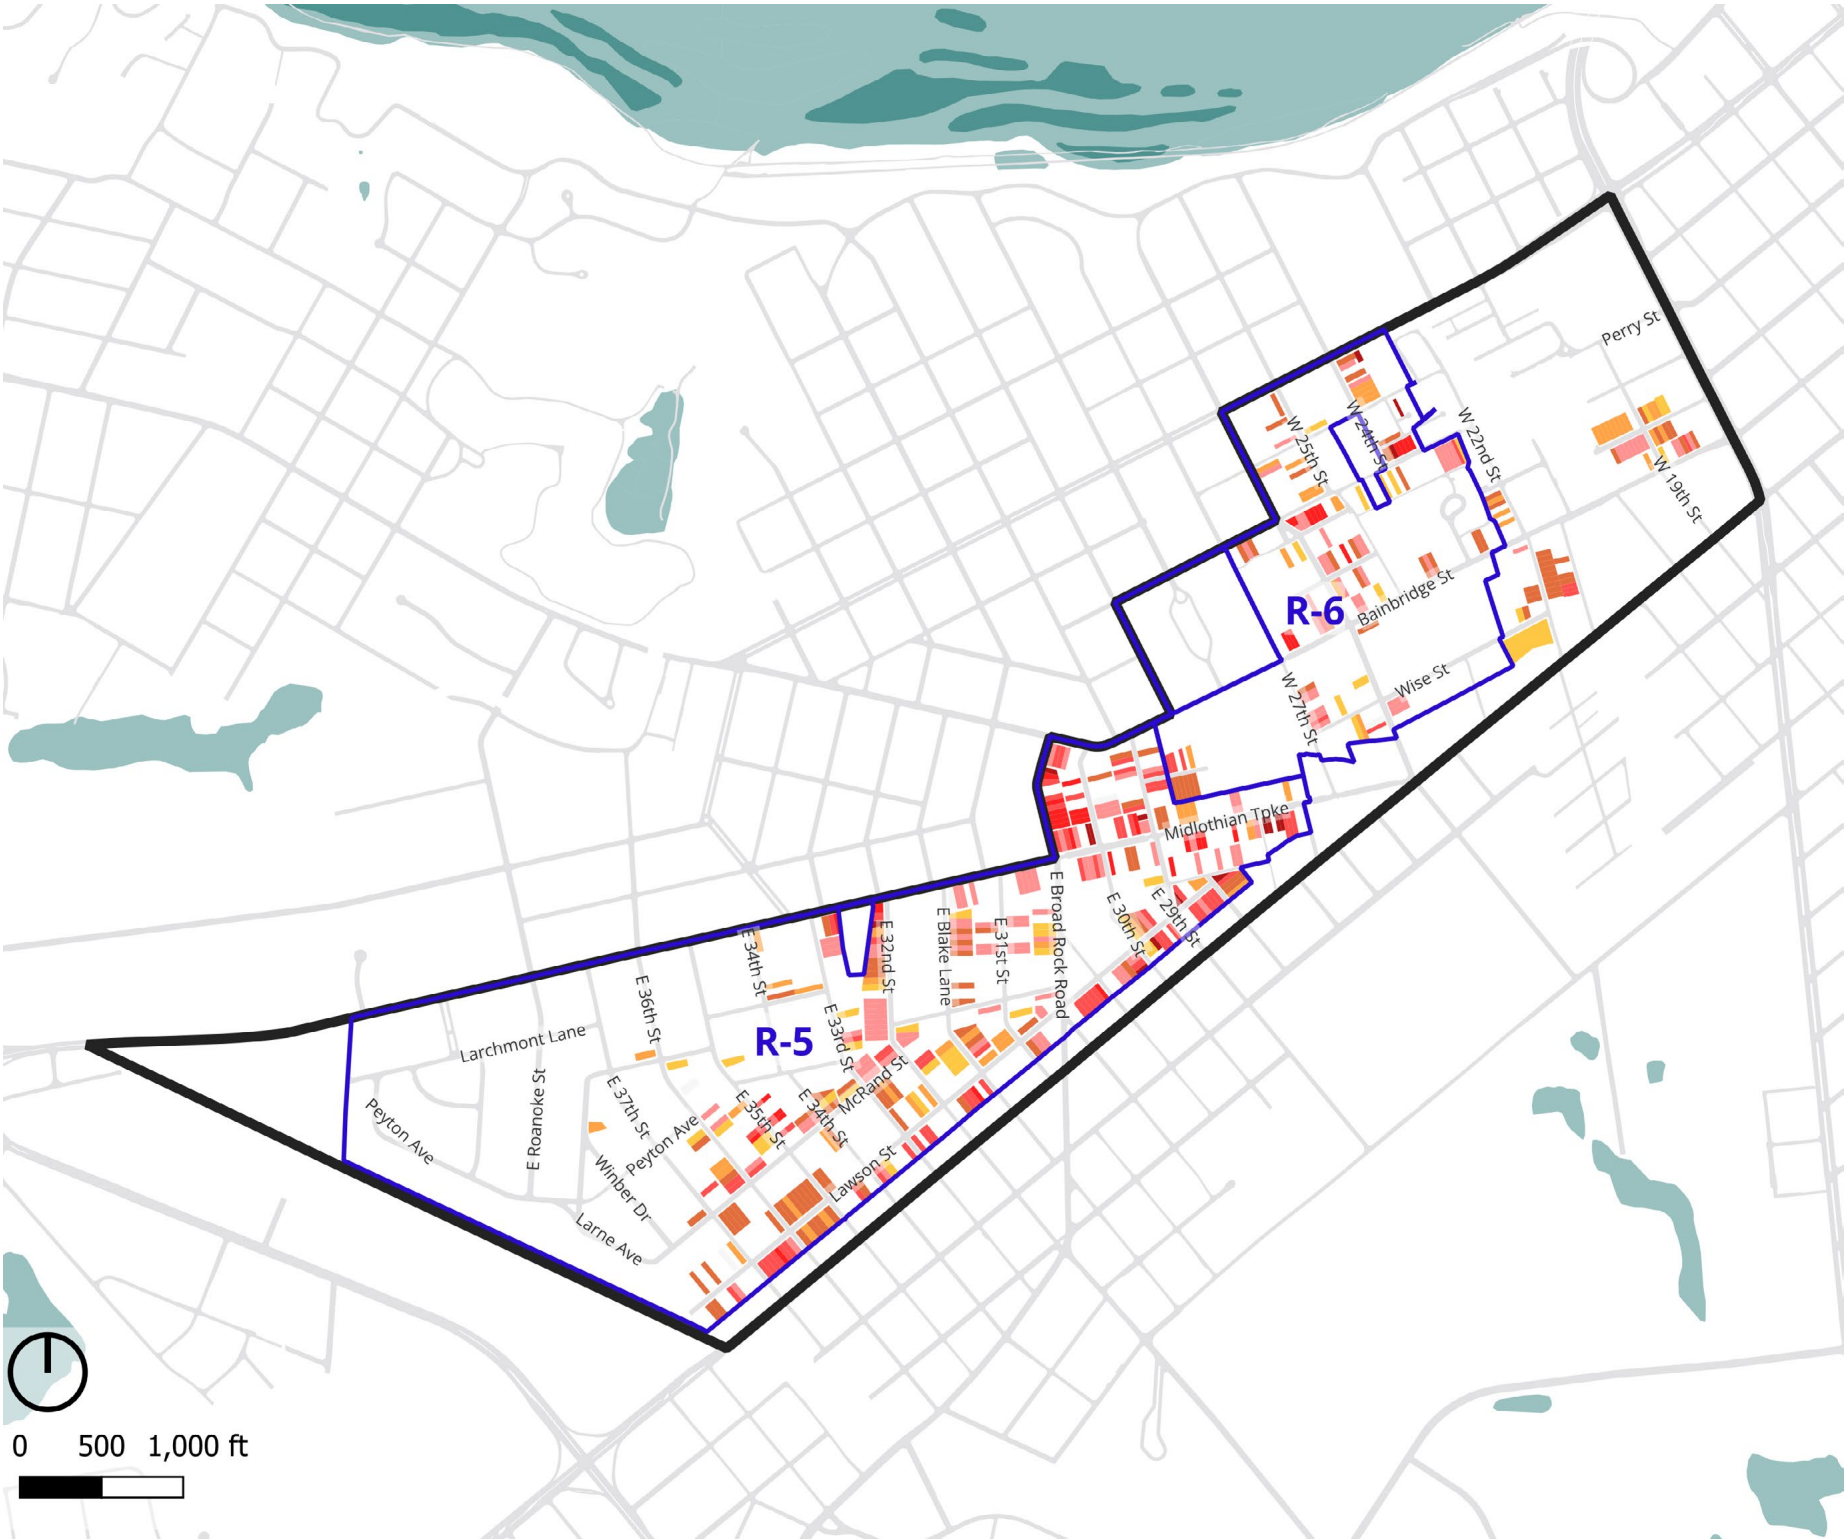 Perry St
W 22nd St
W 24th St
W 25th St
W 19th St
R-6
Bainbridge St
Wise St
W 27th St
Midlothian Tpke
E Broad Rock Road
E 29th St
E 30th St
E 31st St
E Blake Lane
E 32nd St
E 34th St
E 36th St
E 33rd St
R-5
Larchmont Lane
McRand St
E 37th St
E Roanoke St
E 35th St
E 34th St
Peyton Ave
Peyton Ave
Winber Dr
Lawson St
Larne Ave
0 500 1,000 ft